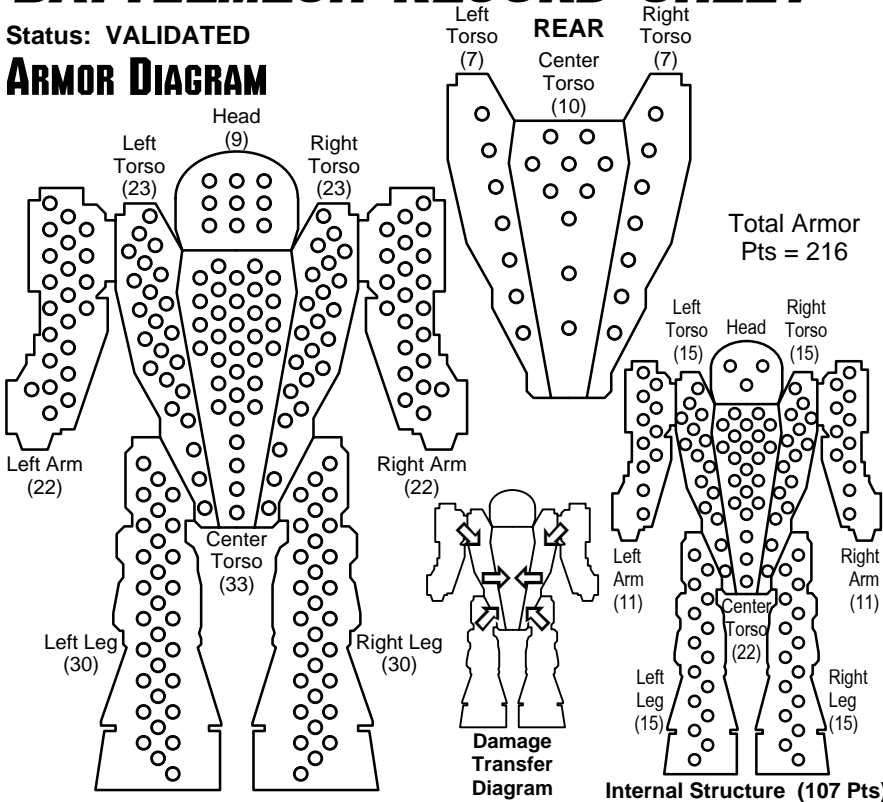 BATTLEMECH RECORD SHEET
Status: VALIDATED
ARMOR DIAGRAM
Head
(9)
Left
Torso
(23)
Right
Torso
(23)
Left Arm
(22)
Right Arm
(22)
Center
Torso
(33)
Left Leg
(30)
Right Leg
(30)
REAR
Left
Torso
(7)
Center
Torso
(10)
Right
Torso
(7)
Total Armor
Pts = 216
Left
Torso
(15)
Head
Right
Torso
(15)
Left
Arm
(11)
Right
Arm
(11)
Center
Torso
(22)
Left
Leg
(15)
Right
Leg
(15)
Damage
Transfer
Diagram
Internal Structure (107 Pts)